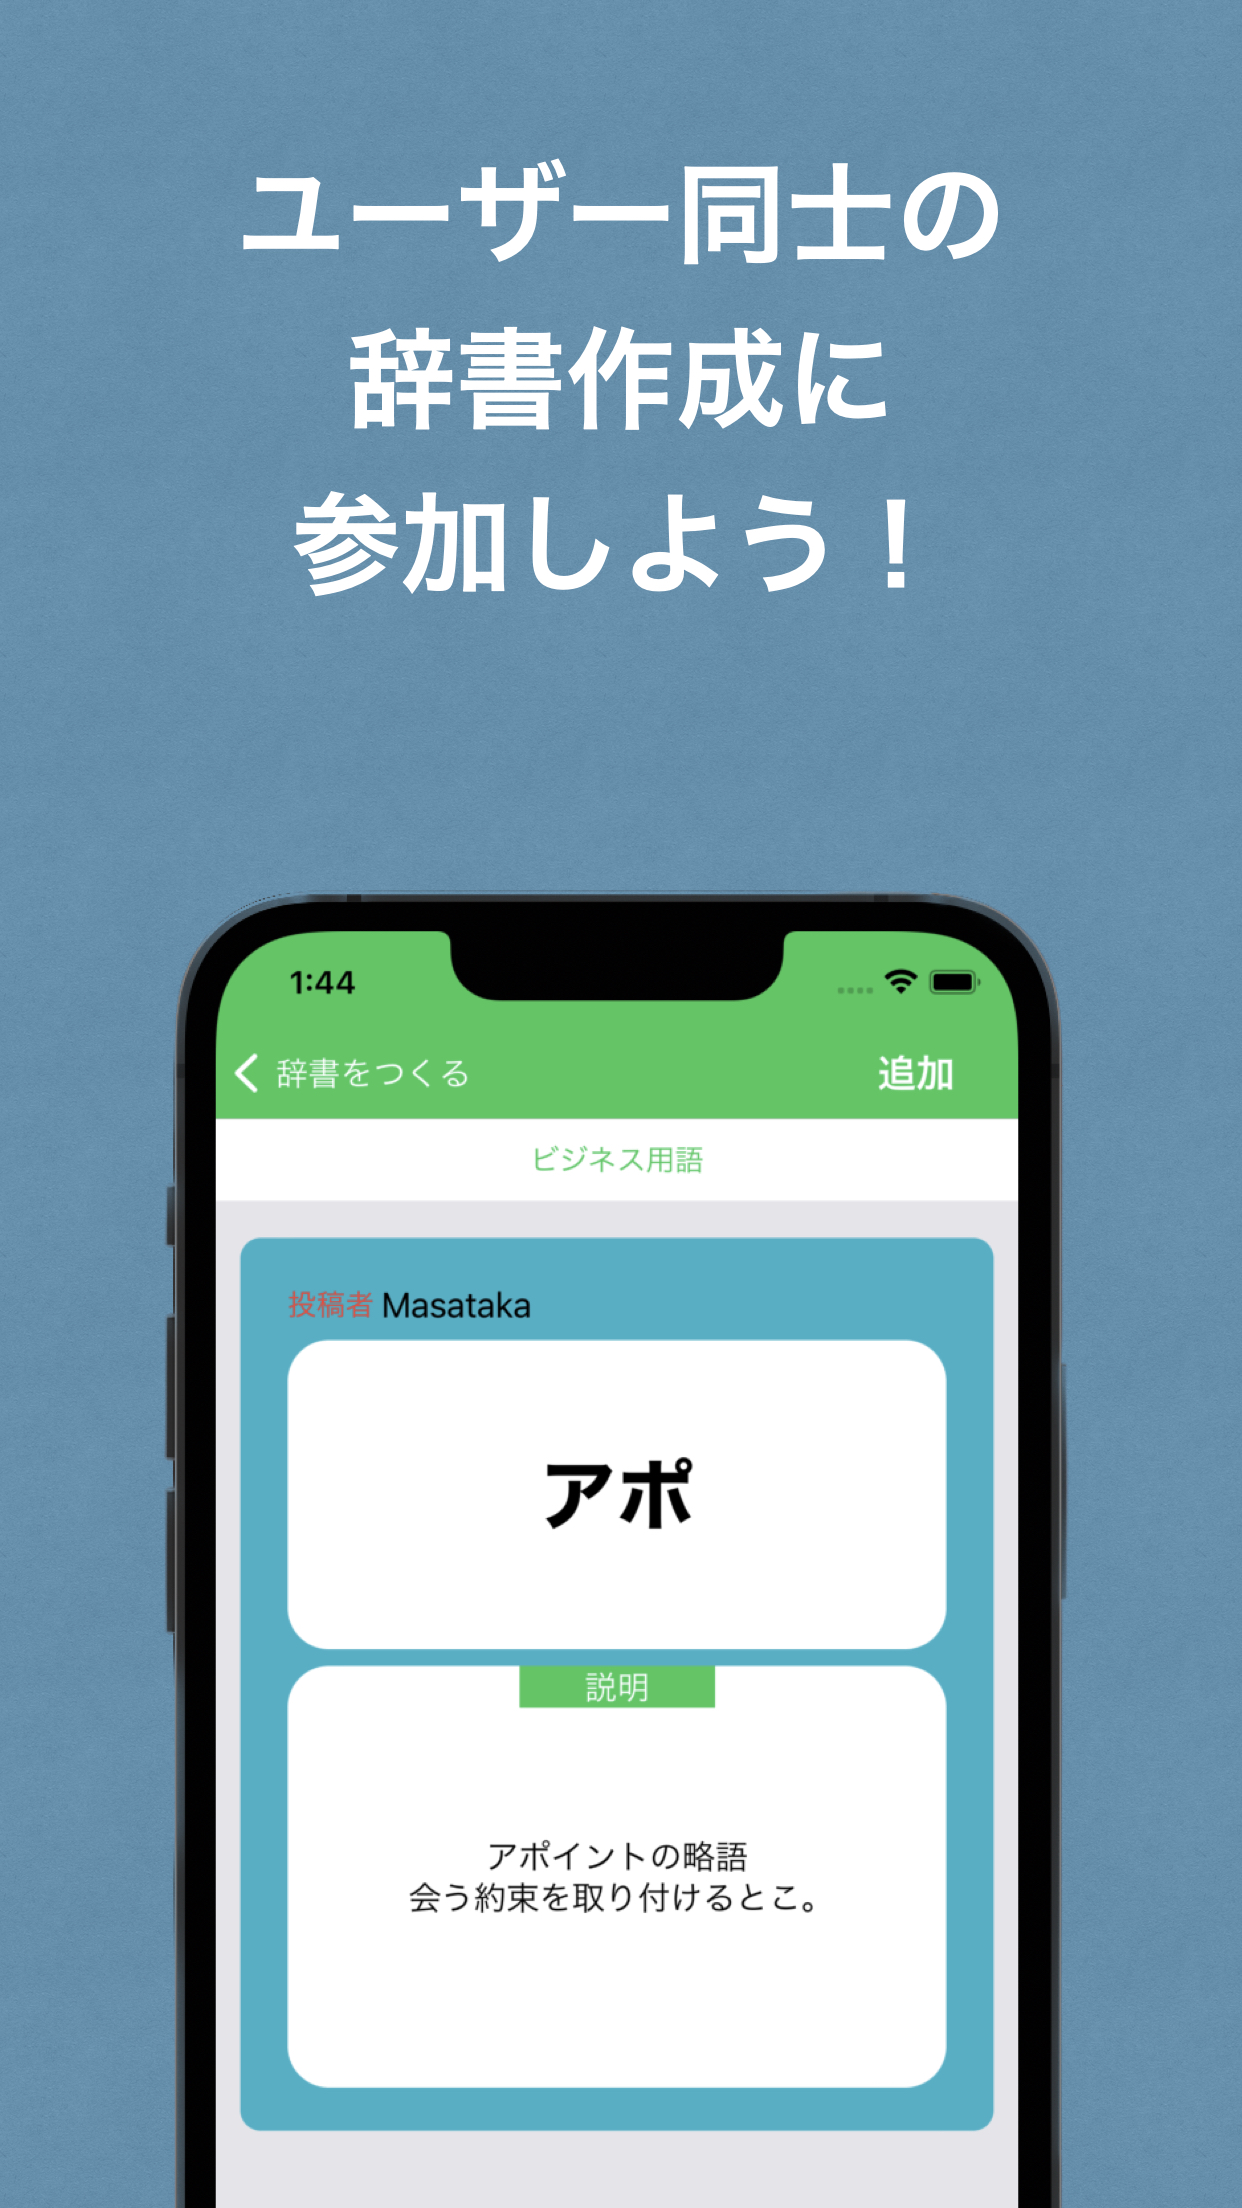 ユーザー同士の
辞書作成に
参加しよう！
1:44
辞書をつくる
追加
ビジネス用語
投稿者 Masataka
アポ
説明
アポイントの略語
会う約束を取り付けるとこ。